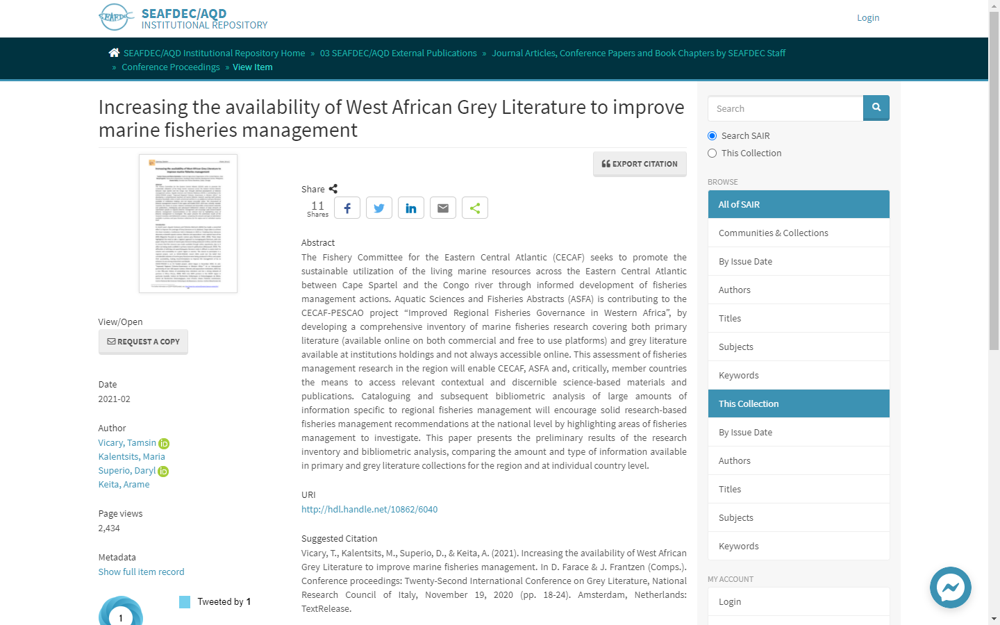 SEAFDEC/AQD
INSTITUTIONAL REPOSITORY
Login
SEAFDEC/AQD Institutional Repository Home » 03 SEAFDEC/AQD External Publications » Journal Articles, Conference Papers and Book Chapters by SEAFDEC Staff
» Conference Proceedings » View Item
Increasing the availability of West African Grey Literature to improve
marine fisheries management
Increasing the availability of West African Grey Literature to
improve marine fisheries management
View/Open
REQUEST A COPY
Date
2021-02
Author
Vicary, Tamsin iD
Kalentsits, Maria
Superio, Daryl iD
Keita, Arame
Page views
2,434
Metadata
Show full item record
1
Tweeted by 1
EXPORT CITATION
Share
11
Shares
Abstract
The Fishery Committee for the Eastern Central Atlantic (CECAF) seeks to promote the
sustainable utilization of the living marine resources across the Eastern Central Atlantic
between Cape Spartel and the Congo river through informed development of fisheries
management actions. Aquatic Sciences and Fisheries Abstracts (ASFA) is contributing to the
CECAF-PESCAO project “Improved Regional Fisheries Governance in Western Africa”, by
developing a comprehensive inventory of marine fisheries research covering both primary
literature (available online on both commercial and free to use platforms) and grey literature
available at institutions holdings and not always accessible online. This assessment of fisheries
management research in the region will enable CECAF, ASFA and, critically, member countries
the means to access relevant contextual and discernible science-based materials and
publications. Cataloguing and subsequent bibliometric analysis of large amounts of
information specific to regional fisheries management will encourage solid research-based
fisheries management recommendations at the national level by highlighting areas of fisheries
management to investigate. This paper presents the preliminary results of the research
inventory and bibliometric analysis, comparing the amount and type of information available
in primary and grey literature collections for the region and at individual country level.
URI
http://hdl.handle.net/10862/6040
Suggested Citation
Vicary, T., Kalentsits, M., Superio, D., & Keita, A. (2021). Increasing the availability of West African
Grey Literature to improve marine fisheries management. In D. Farace & J. Frantzen (Comps.).
Conference proceedings: Twenty-Second International Conference on Grey Literature, National
Research Council of Italy, November 19, 2020 (pp. 18-24). Amsterdam, Netherlands:
TextRelease.
Search
Search SAIR
This Collection
BROWSE
All of SAIR
Communities & Collections
By Issue Date
Authors
Titles
Subjects
Keywords
This Collection
By Issue Date
Authors
Titles
Subjects
Keywords
MY ACCOUNT
Login